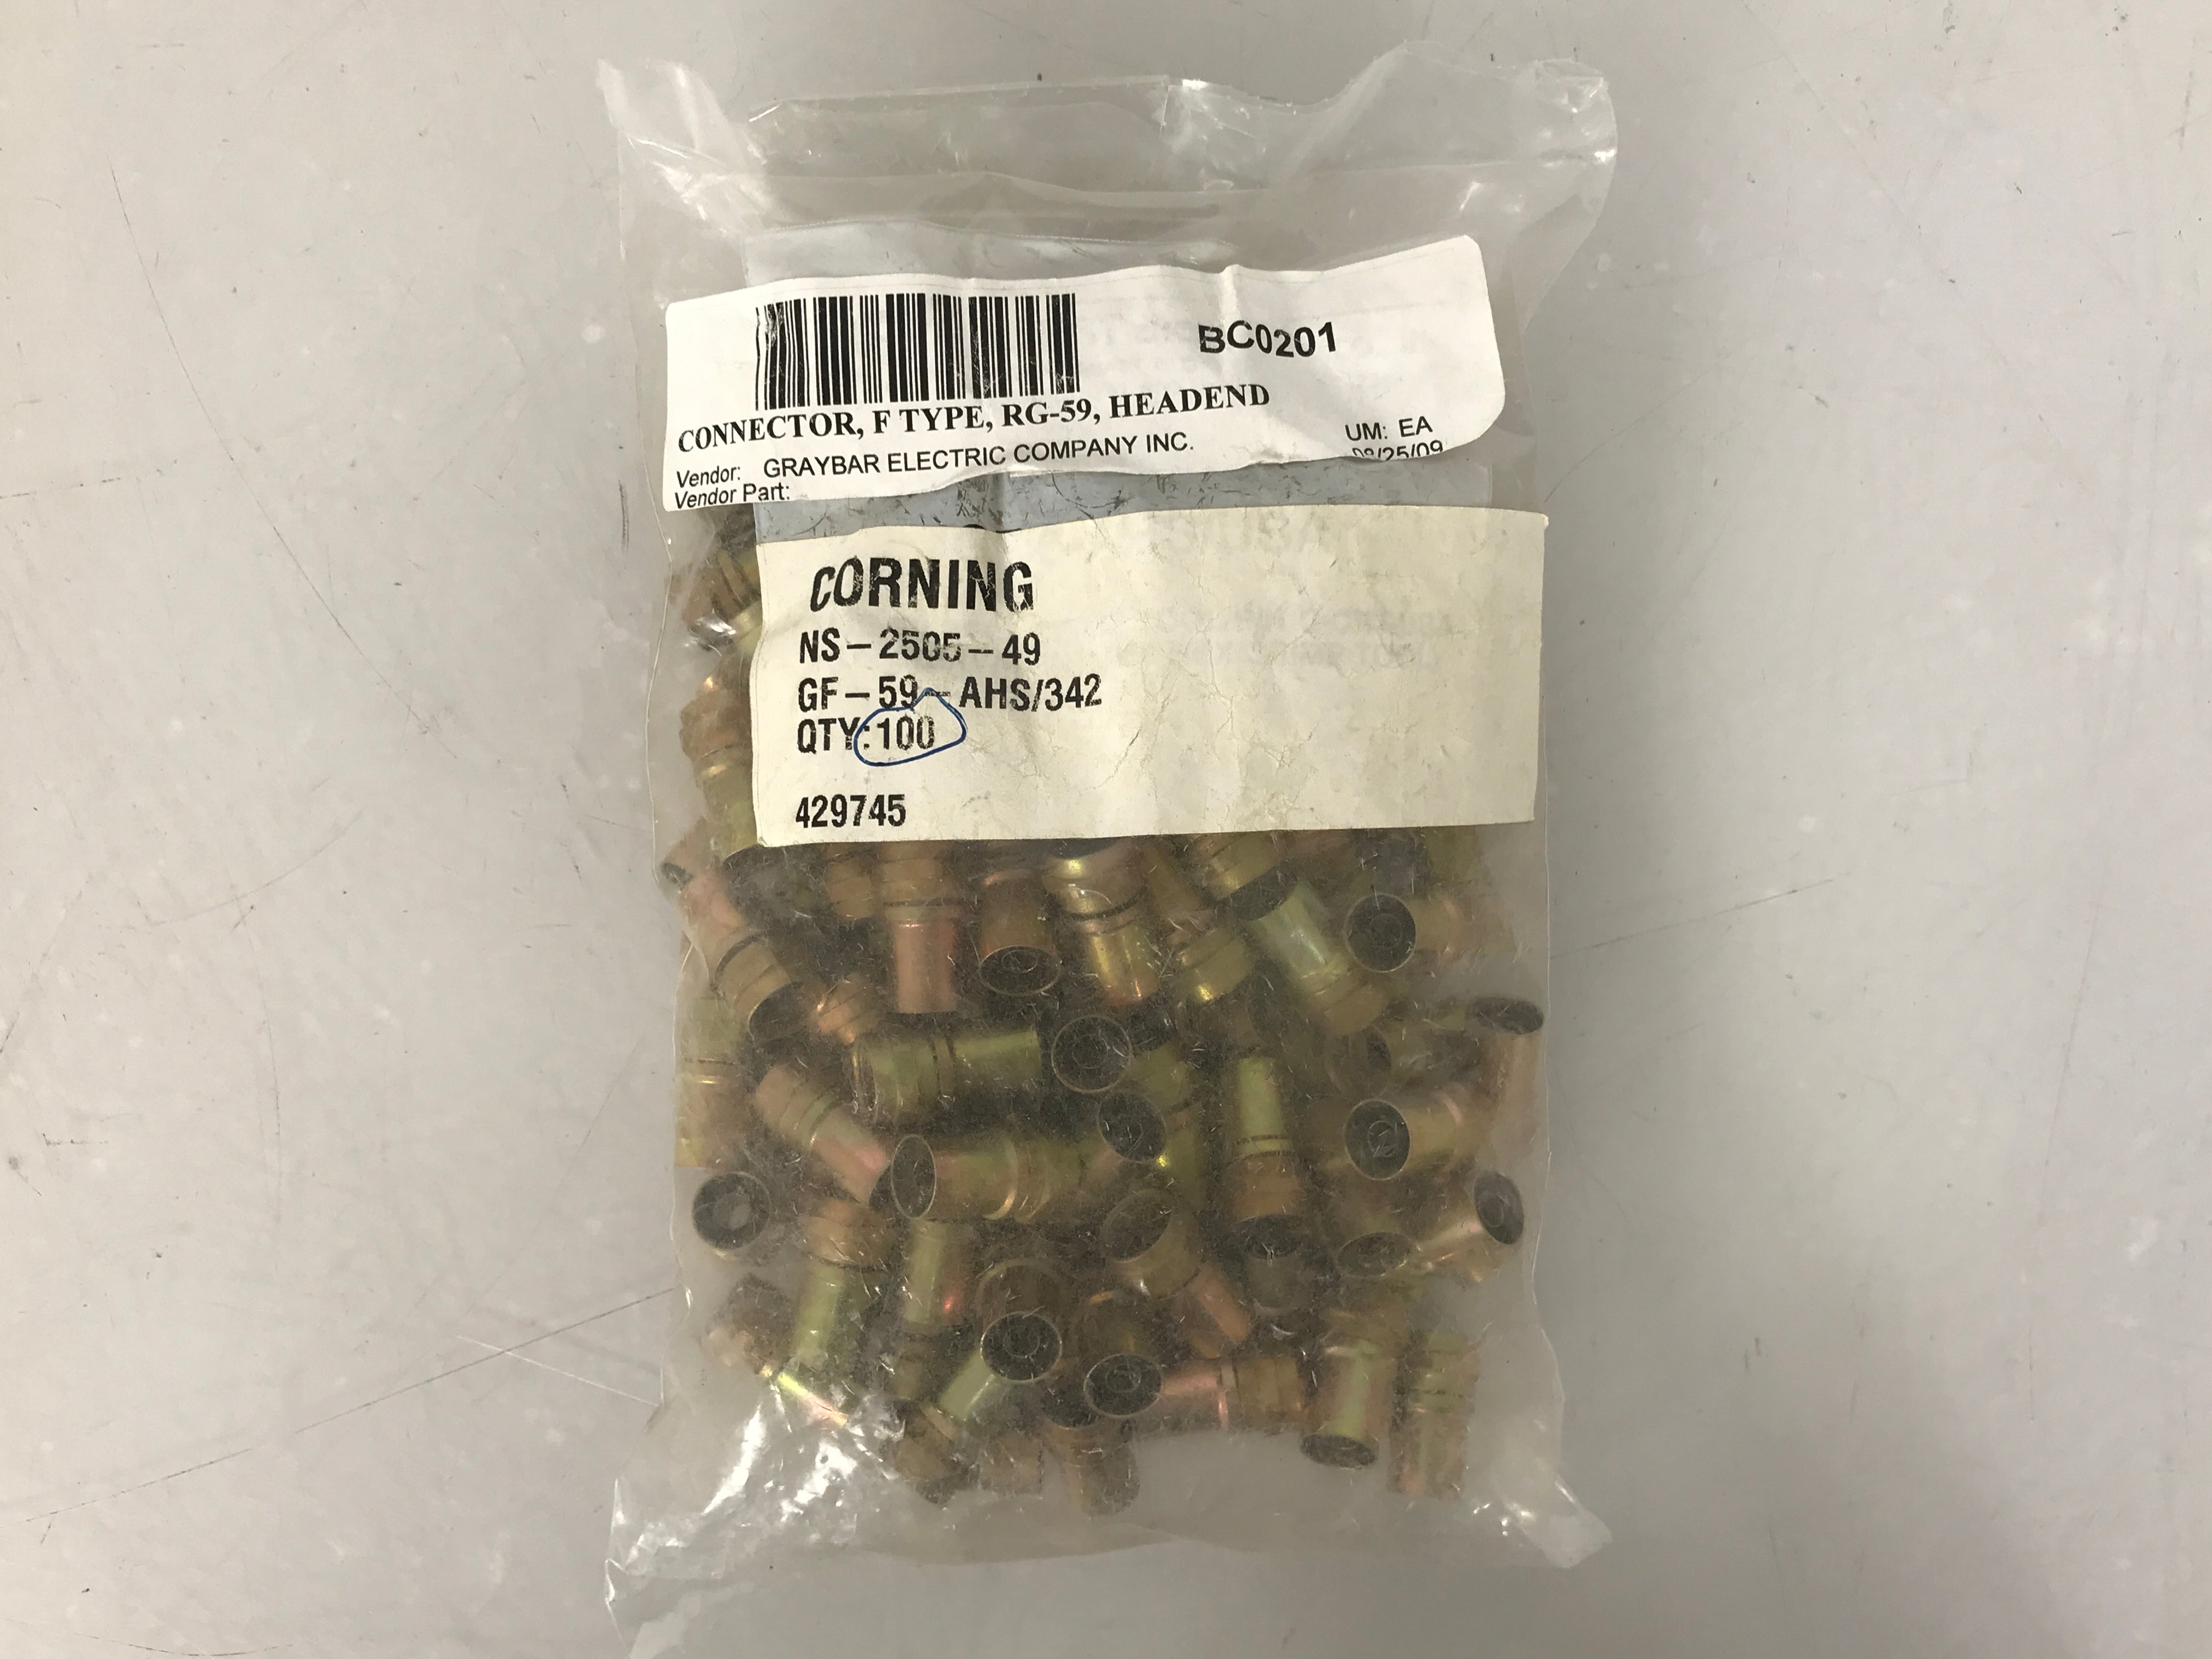 BC0201
CONNECTOR, F TYPE, RG-59, HEADEND
Vendor: GRAYBAR ELECTRIC COMPANY INC.
UM: EA
Vendor Part:
CORNING
NS-2505-49
GF-59-AHS/342
QTY:100
429745